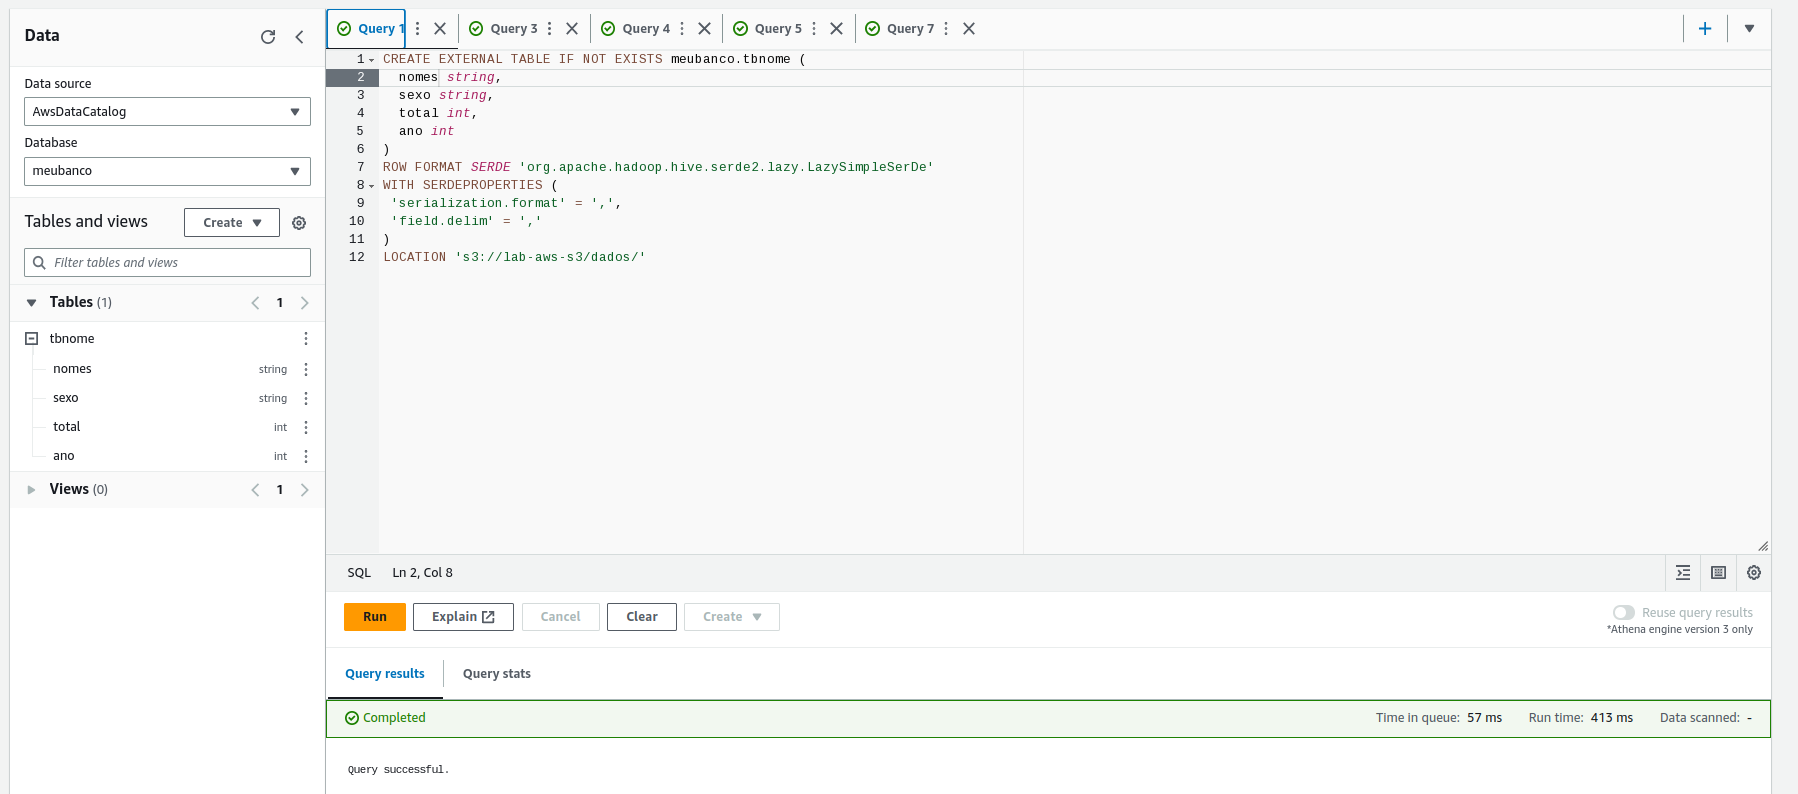 Data
Data source
AwsDataCatalog
Database
meubanco
Tables and views
Create
Filter tables and views
Tables (1)
1
tbnome
nomes string
sexo string
total int
ano int
Views (0)
1
Query 1
Query 3
Query 4
Query 5
Query 7
1 CREATE EXTERNAL TABLE IF NOT EXISTS meubanco.tbnome (
2 nomes string,
3 sexo string,
4 total int,
5 ano int
6 )
7 ROW FORMAT SERDE 'org.apache.hadoop.hive.serde2.lazy.LazySimpleSerDe'
8 WITH SERDEPROPERTIES (
9 'serialization.format' = ',',
10 'field.delim' = ','
11 )
12 LOCATION 's3://lab-aws-s3/dados/'
SQL Ln 2, Col 8
Run
Explain
Cancel
Clear
Create
Reuse query results
*Athena engine version 3 only
Query results
Query stats
Completed
Time in queue: 57 ms Run time: 413 ms Data scanned: -
Query successful.